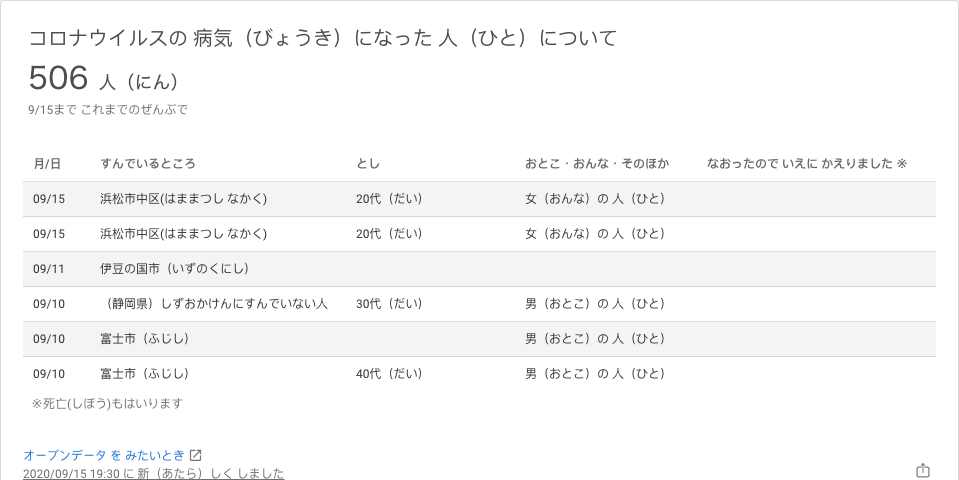 コロナウイルスの 病気（びょうき）になった 人（ひと）について
506 人（にん）
9/15まで これまでのぜんぶで
月/日 すんでいるところ とし おとこ・おんな・そのほか なおったので いえに かえりました ※
09/15 浜松市中区(はままつし なかく) 20代（だい） 女（おんな）の 人（ひと）
09/15 浜松市中区(はままつし なかく) 20代（だい） 女（おんな）の 人（ひと）
09/11 伊豆の国市（いずのくにし）
09/10 （静岡県）しずおかけんにすんでいない人 30代（だい） 男（おとこ）の 人（ひと）
09/10 富士市（ふじし） 男（おとこ）の 人（ひと）
09/10 富士市（ふじし） 40代（だい） 男（おとこ）の 人（ひと）
※死亡(しぼう)もはいります
オープンデータ を みたいとき
2020/09/15 19:30 に 新（あたら）しく しました